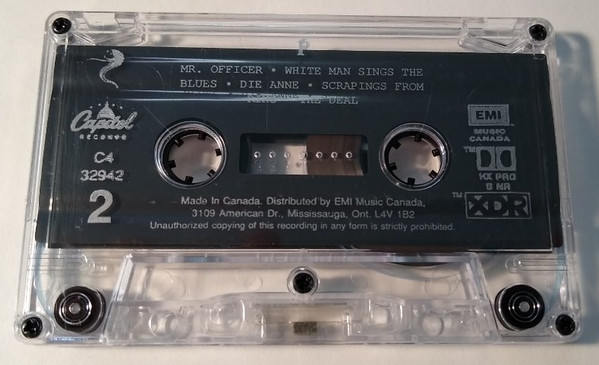 P
MR. OFFICER • WHITE MAN SINGS THE
BLUES • DIE ANNE • SCRAPINGS FROM
THE DEAL
Capitol
RECORDS
C4
32942
2
EMI
MUSIC
CANADA
TM
HX PRO
B NR
TM XDR
Made In Canada. Distributed by EMI Music Canada,
3109 American Dr., Mississauga, Ont. L4V 1B2
Unauthorized copying of this recording in any form is strictly prohibited.